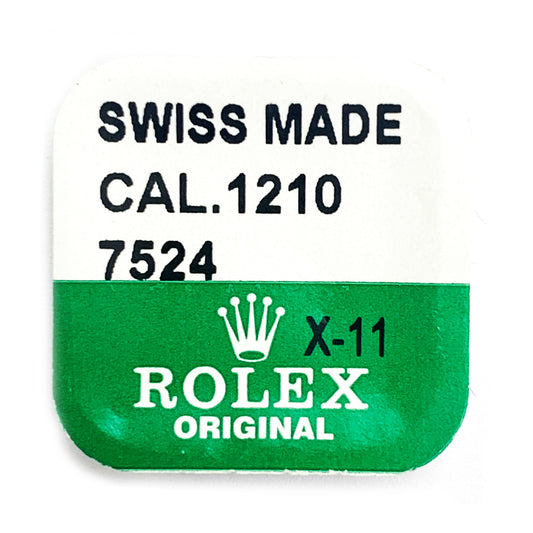 SWISS MADE
CAL.1210
7524
X-11
ROLEX
ORIGINAL